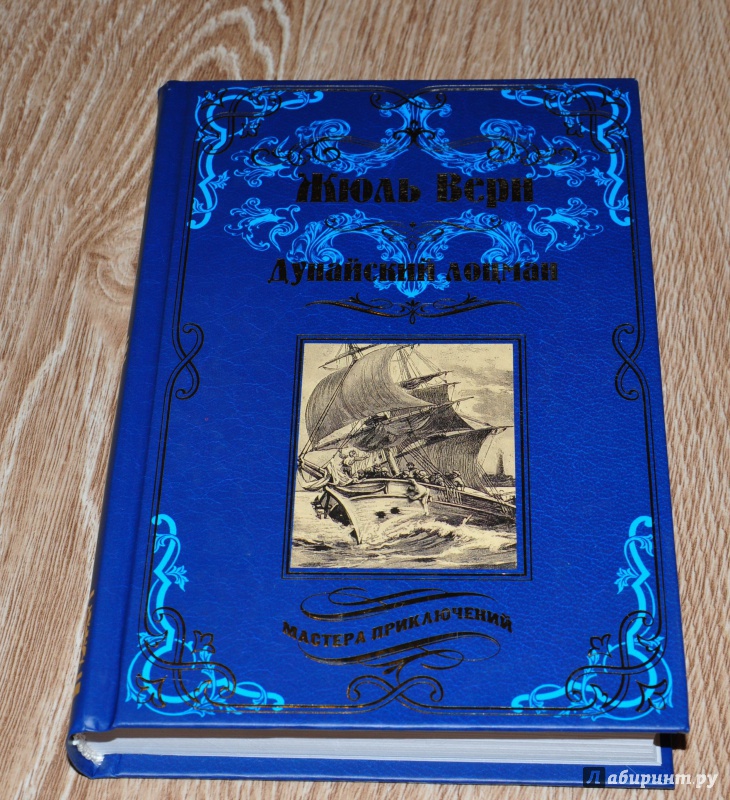 Жюль Верн
Дунайский лоцман
МАСТЕРА ПРИКЛЮЧЕНИЙ
Лабиринт.ру